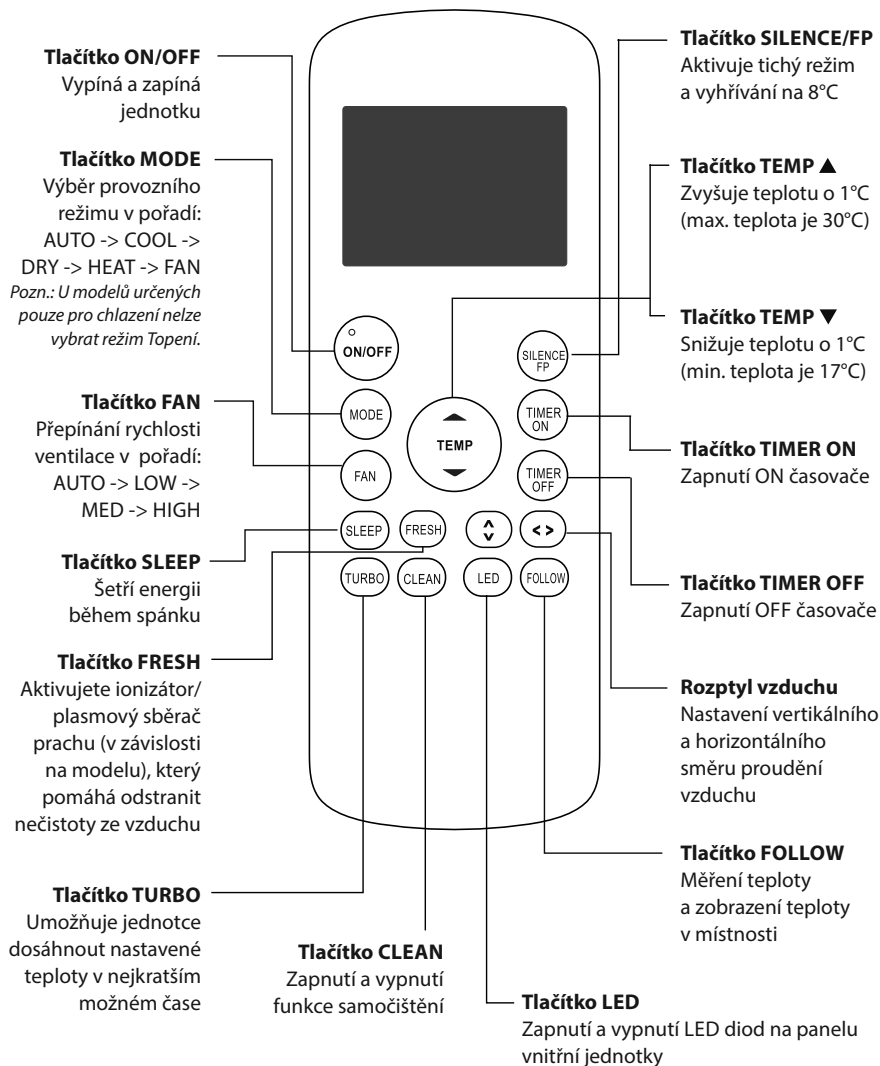 Tlačítko ON/OFF
Vypíná a zapíná
jednotku
Tlačítko MODE
Výběr provozního
režimu v pořadí:
AUTO -> COOL ->
DRY -> HEAT -> FAN
Pozn.: U modelů určených
pouze pro chlazení nelze
vybrat režim Topení.
Tlačítko FAN
Přepínání rychlosti
ventilace v pořadí:
AUTO -> LOW ->
MED -> HIGH
Tlačítko SLEEP
Šetří energii
během spánku
Tlačítko FRESH
Aktivujete ionizátor/
plasmový sběrač
prachu (v závislosti
na modelu), který
pomáhá odstranit
nečistoty ze vzduchu
Tlačítko TURBO
Umožňuje jednotce
dosáhnout nastavené
teploty v nejkratším
možném čase
ON/OFF
SILENCE
FP
MODE
TEMP
TIMER
ON
FAN
TIMER
OFF
SLEEP
FRESH
TURBO
CLEAN
LED
FOLLOW
Tlačítko CLEAN
Zapnutí a vypnutí
funkce samočištění
Tlačítko SILENCE/FP
Aktivuje tichý režim
a vyhřívání na 8°C
Tlačítko TEMP ▲
Zvyšuje teplotu o 1°C
(max. teplota je 30°C)
Tlačítko TEMP ▼
Snižuje teplotu o 1°C
(min. teplota je 17°C)
Tlačítko TIMER ON
Zapnutí ON časovače
Tlačítko TIMER OFF
Zapnutí OFF časovače
Rozptyl vzduchu
Nastavení vertikálního
a horizontálního
směru proudění
vzduchu
Tlačítko FOLLOW
Měření teploty
a zobrazení teploty
v místnosti
Tlačítko LED
Zapnutí a vypnutí LED diod na panelu
vnitřní jednotky